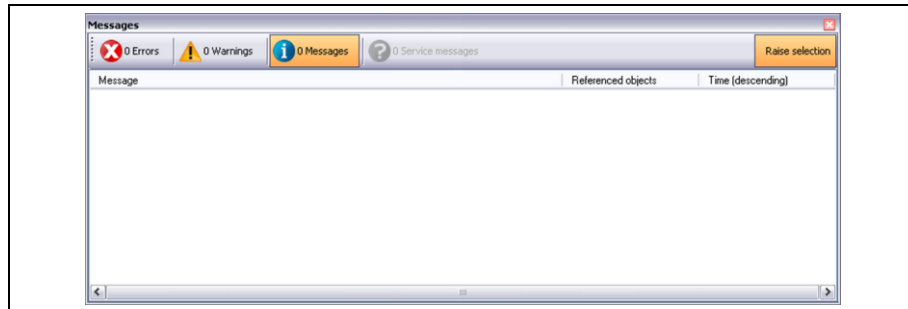 Messages
0 Errors 0 Warnings 0 Messages 0 Service messages Raise selection
Message Referenced objects Time (descending)